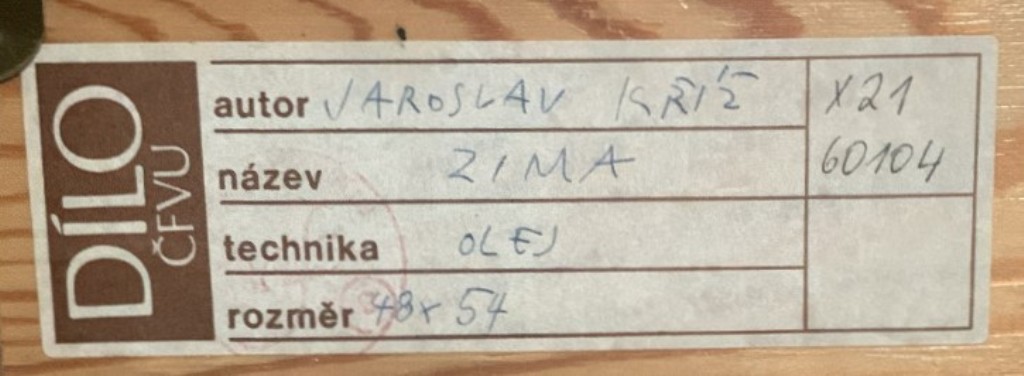 DÍLO
ČFVU
autor JAROSLAV KŘÍŽ
název ZIMA
technika OLEJ
rozměr 48x54
X21
60104